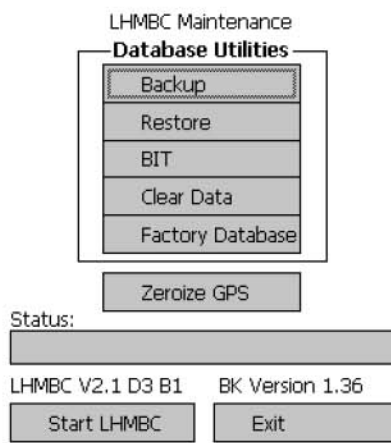 LHMBC Maintenance
Database Utilities
Backup
Restore
BIT
Clear Data
Factory Database
Zeroize GPS
Status:
LHMBC V2.1 D3 B1 BK Version 1.36
Start LHMBC Exit